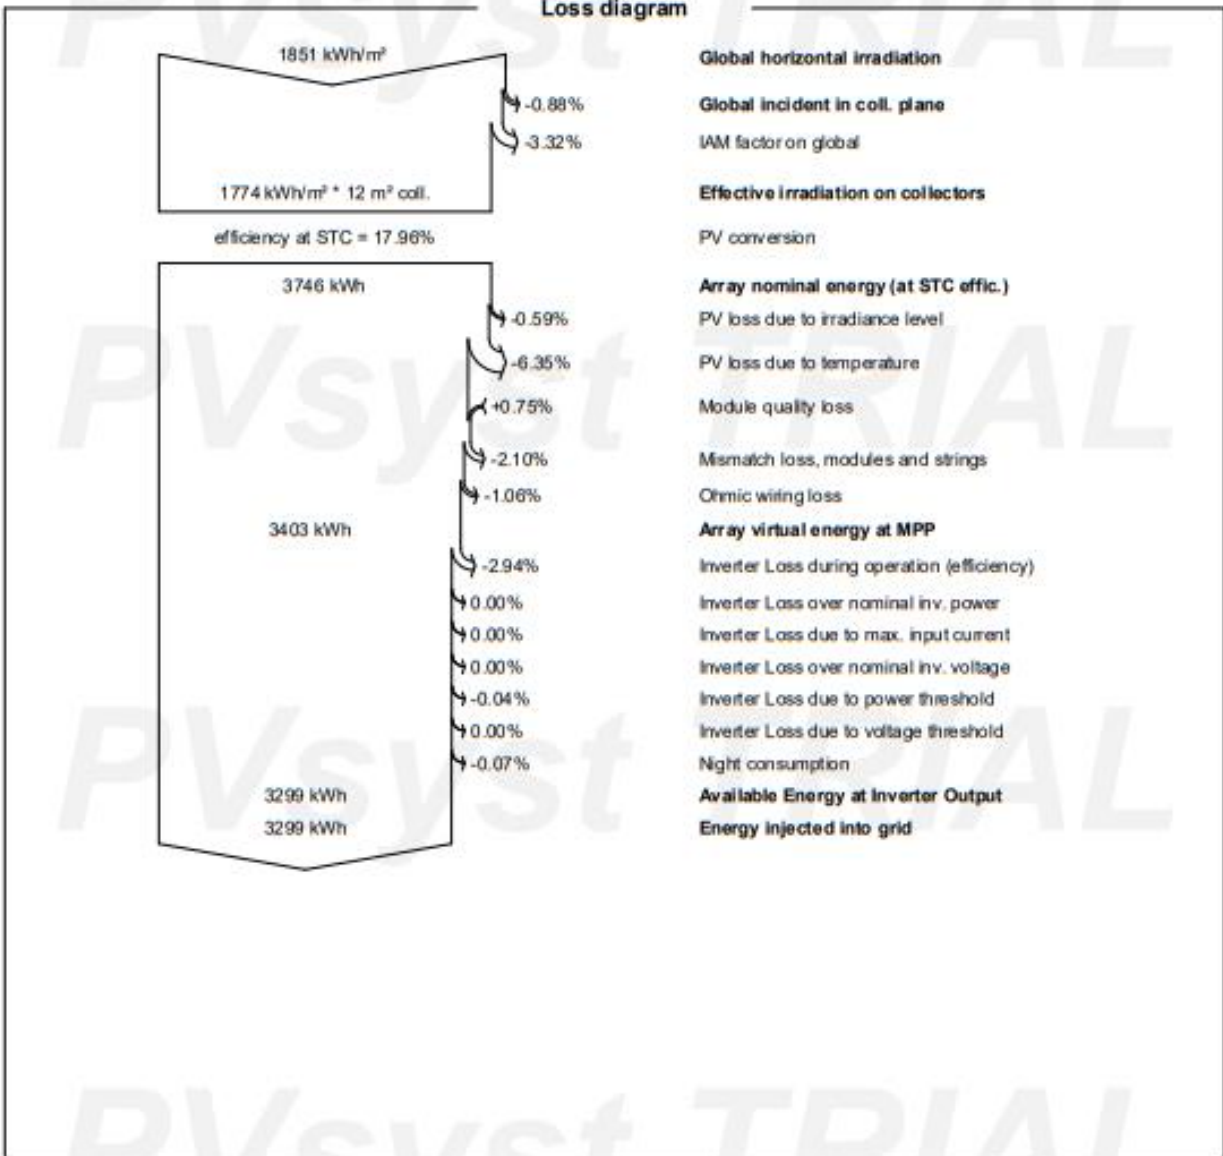 Loss diagram
1851 kWh/m² Global horizontal irradiation
-0.88% Global incident in coll. plane
-3.32% IAM factor on global
1774 kWh/m² * 12 m² coll. Effective irradiation on collectors
efficiency at STC = 17.96% PV conversion
3746 kWh Array nominal energy (at STC effic.)
-0.59% PV loss due to irradiance level
-6.35% PV loss due to temperature
+0.75% Module quality loss
-2.10% Mismatch loss, modules and strings
-1.06% Ohmic wiring loss
3403 kWh Array virtual energy at MPP
-2.94% Inverter Loss during operation (efficiency)
0.00% Inverter Loss over nominal inv. power
0.00% Inverter Loss due to max. input current
0.00% Inverter Loss over nominal inv. voltage
-0.04% Inverter Loss due to power threshold
0.00% Inverter Loss due to voltage threshold
-0.07% Night consumption
3299 kWh Available Energy at Inverter Output
3299 kWh Energy injected into grid
PVsyst TRIAL
PVsyst TRIAL
PVsyst TRIAL
PVsyst TRIAL